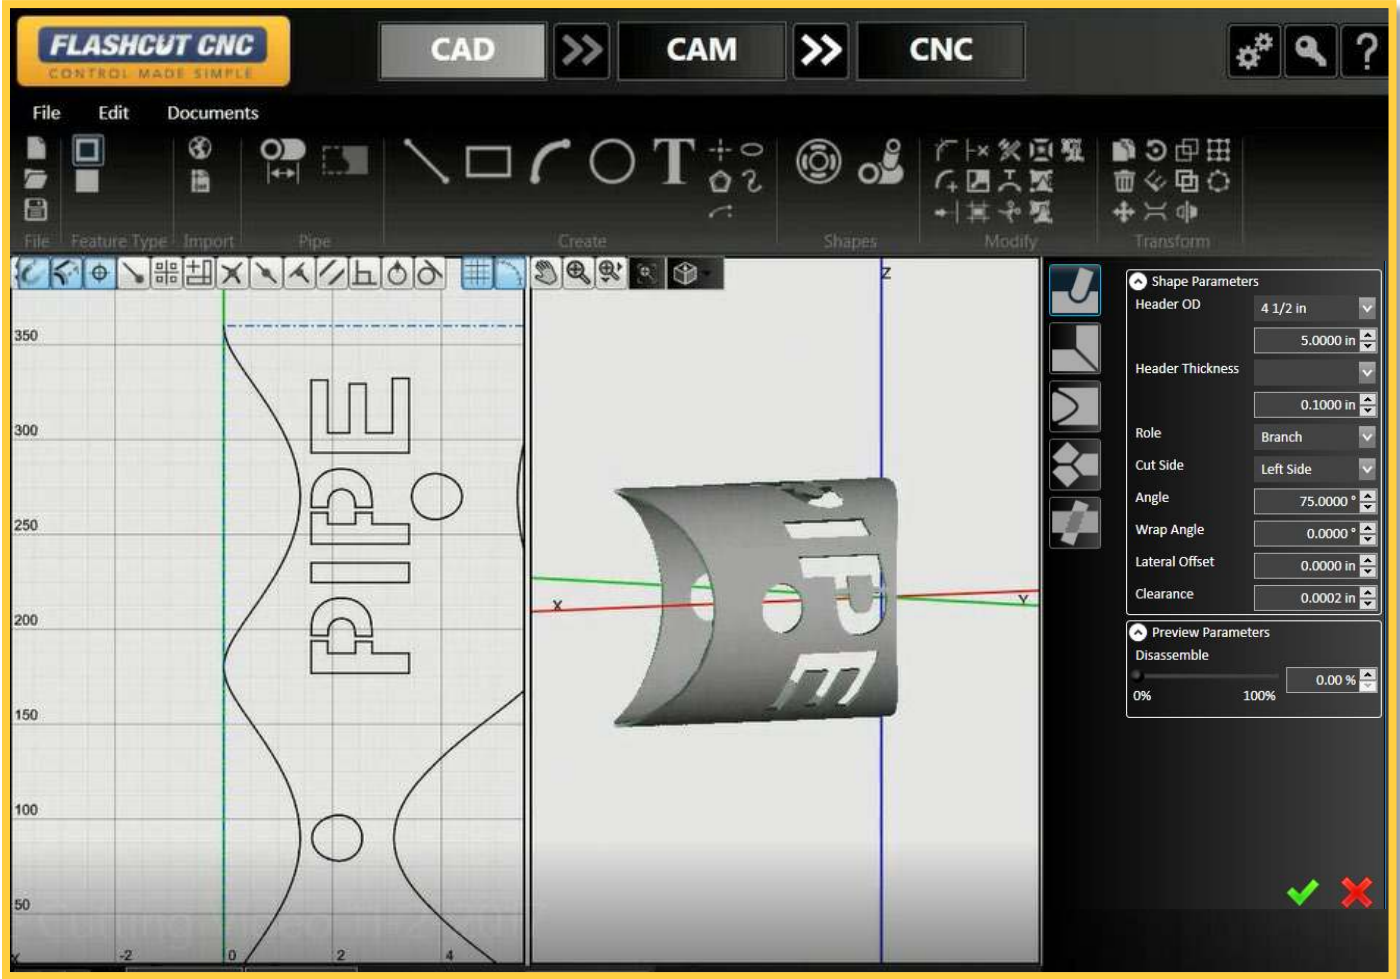 FLASHCUT CNC
CONTROL MADE SIMPLE
CAD
CAM
CNC
?
File
Edit
Documents
T
File
Feature Type
Import
Pipe
Create
Shapes
Modify
Transform
350
300
250
200
150
100
50
-2
0
2
4
PIPE
Z
X
Y
PIPE
Shape Parameters
Header OD
4 1/2 in
5.0000 in
Header Thickness
0.1000 in
Role
Branch
Cut Side
Left Side
Angle
75.0000 °
Wrap Angle
0.0000 °
Lateral Offset
0.0000 in
Clearance
0.0002 in
Preview Parameters
Disassemble
0.00 %
0%
100%